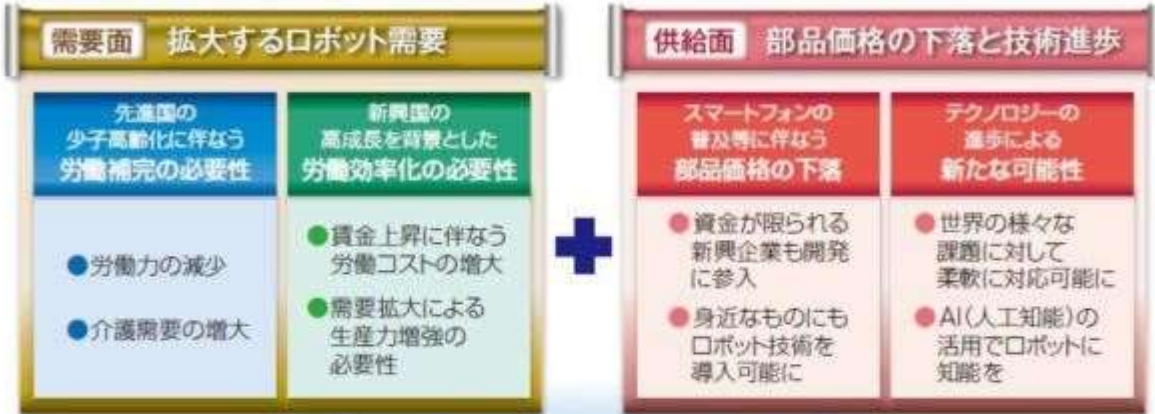 需要面 拡大するロボット需要
先進国の
少子高齢化に伴なう
労働補完の必要性
●労働力の減少
●介護需要の増大
新興国の
高成長を背景とした
労働効率化の必要性
●賃金上昇に伴なう
労働コストの増大
●需要拡大による
生産力増強の
必要性
供給面 部品価格の下落と技術進歩
スマートフォンの
普及等に伴なう
部品価格の下落
●資金が限られる
新興企業も開発
に参入
●身近なものにも
ロボット技術を
導入可能に
テクノロジーの
進歩による
新たな可能性
●世界の様々な
課題に対して
柔軟に対応可能に
●AI(人工知能)の
活用でロボットに
知能を